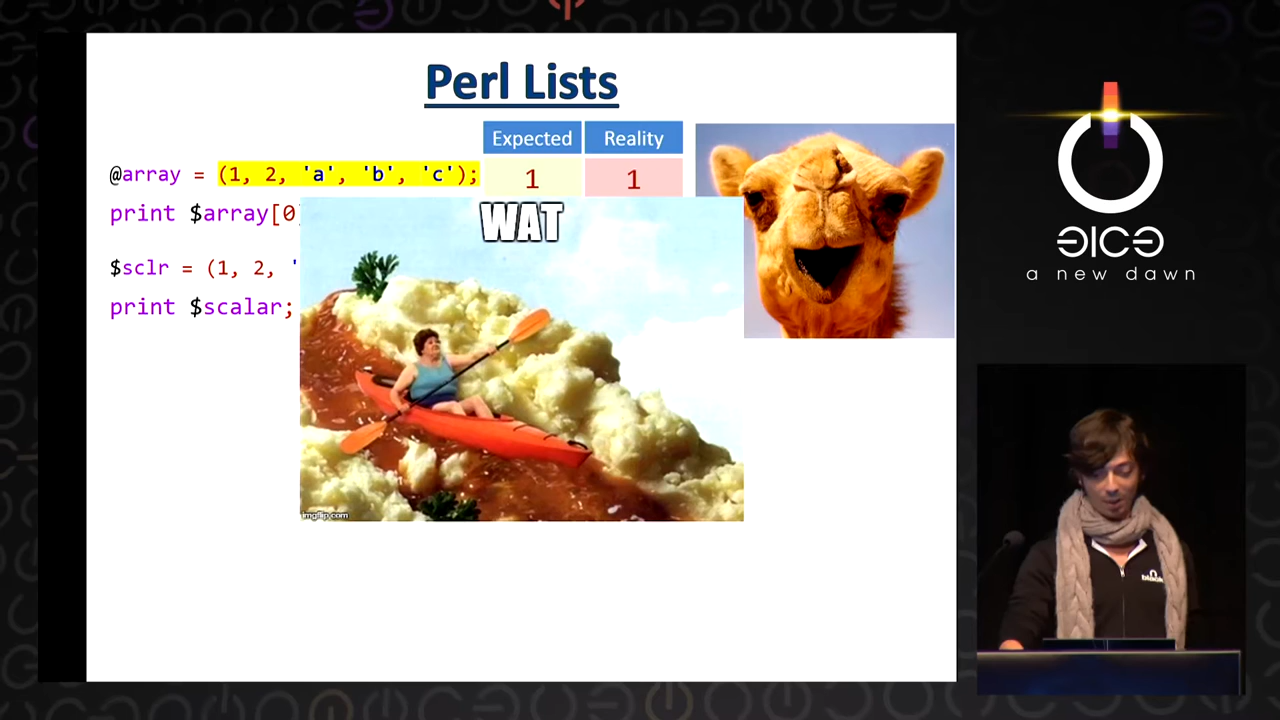 Perl Lists
Expected Reality
@array = (1, 2, 'a', 'b', 'c'); 1 1
print $array[0]
WAT
$sclr = (1, 2, '
print $scalar;
imgflip.com
a new dawn